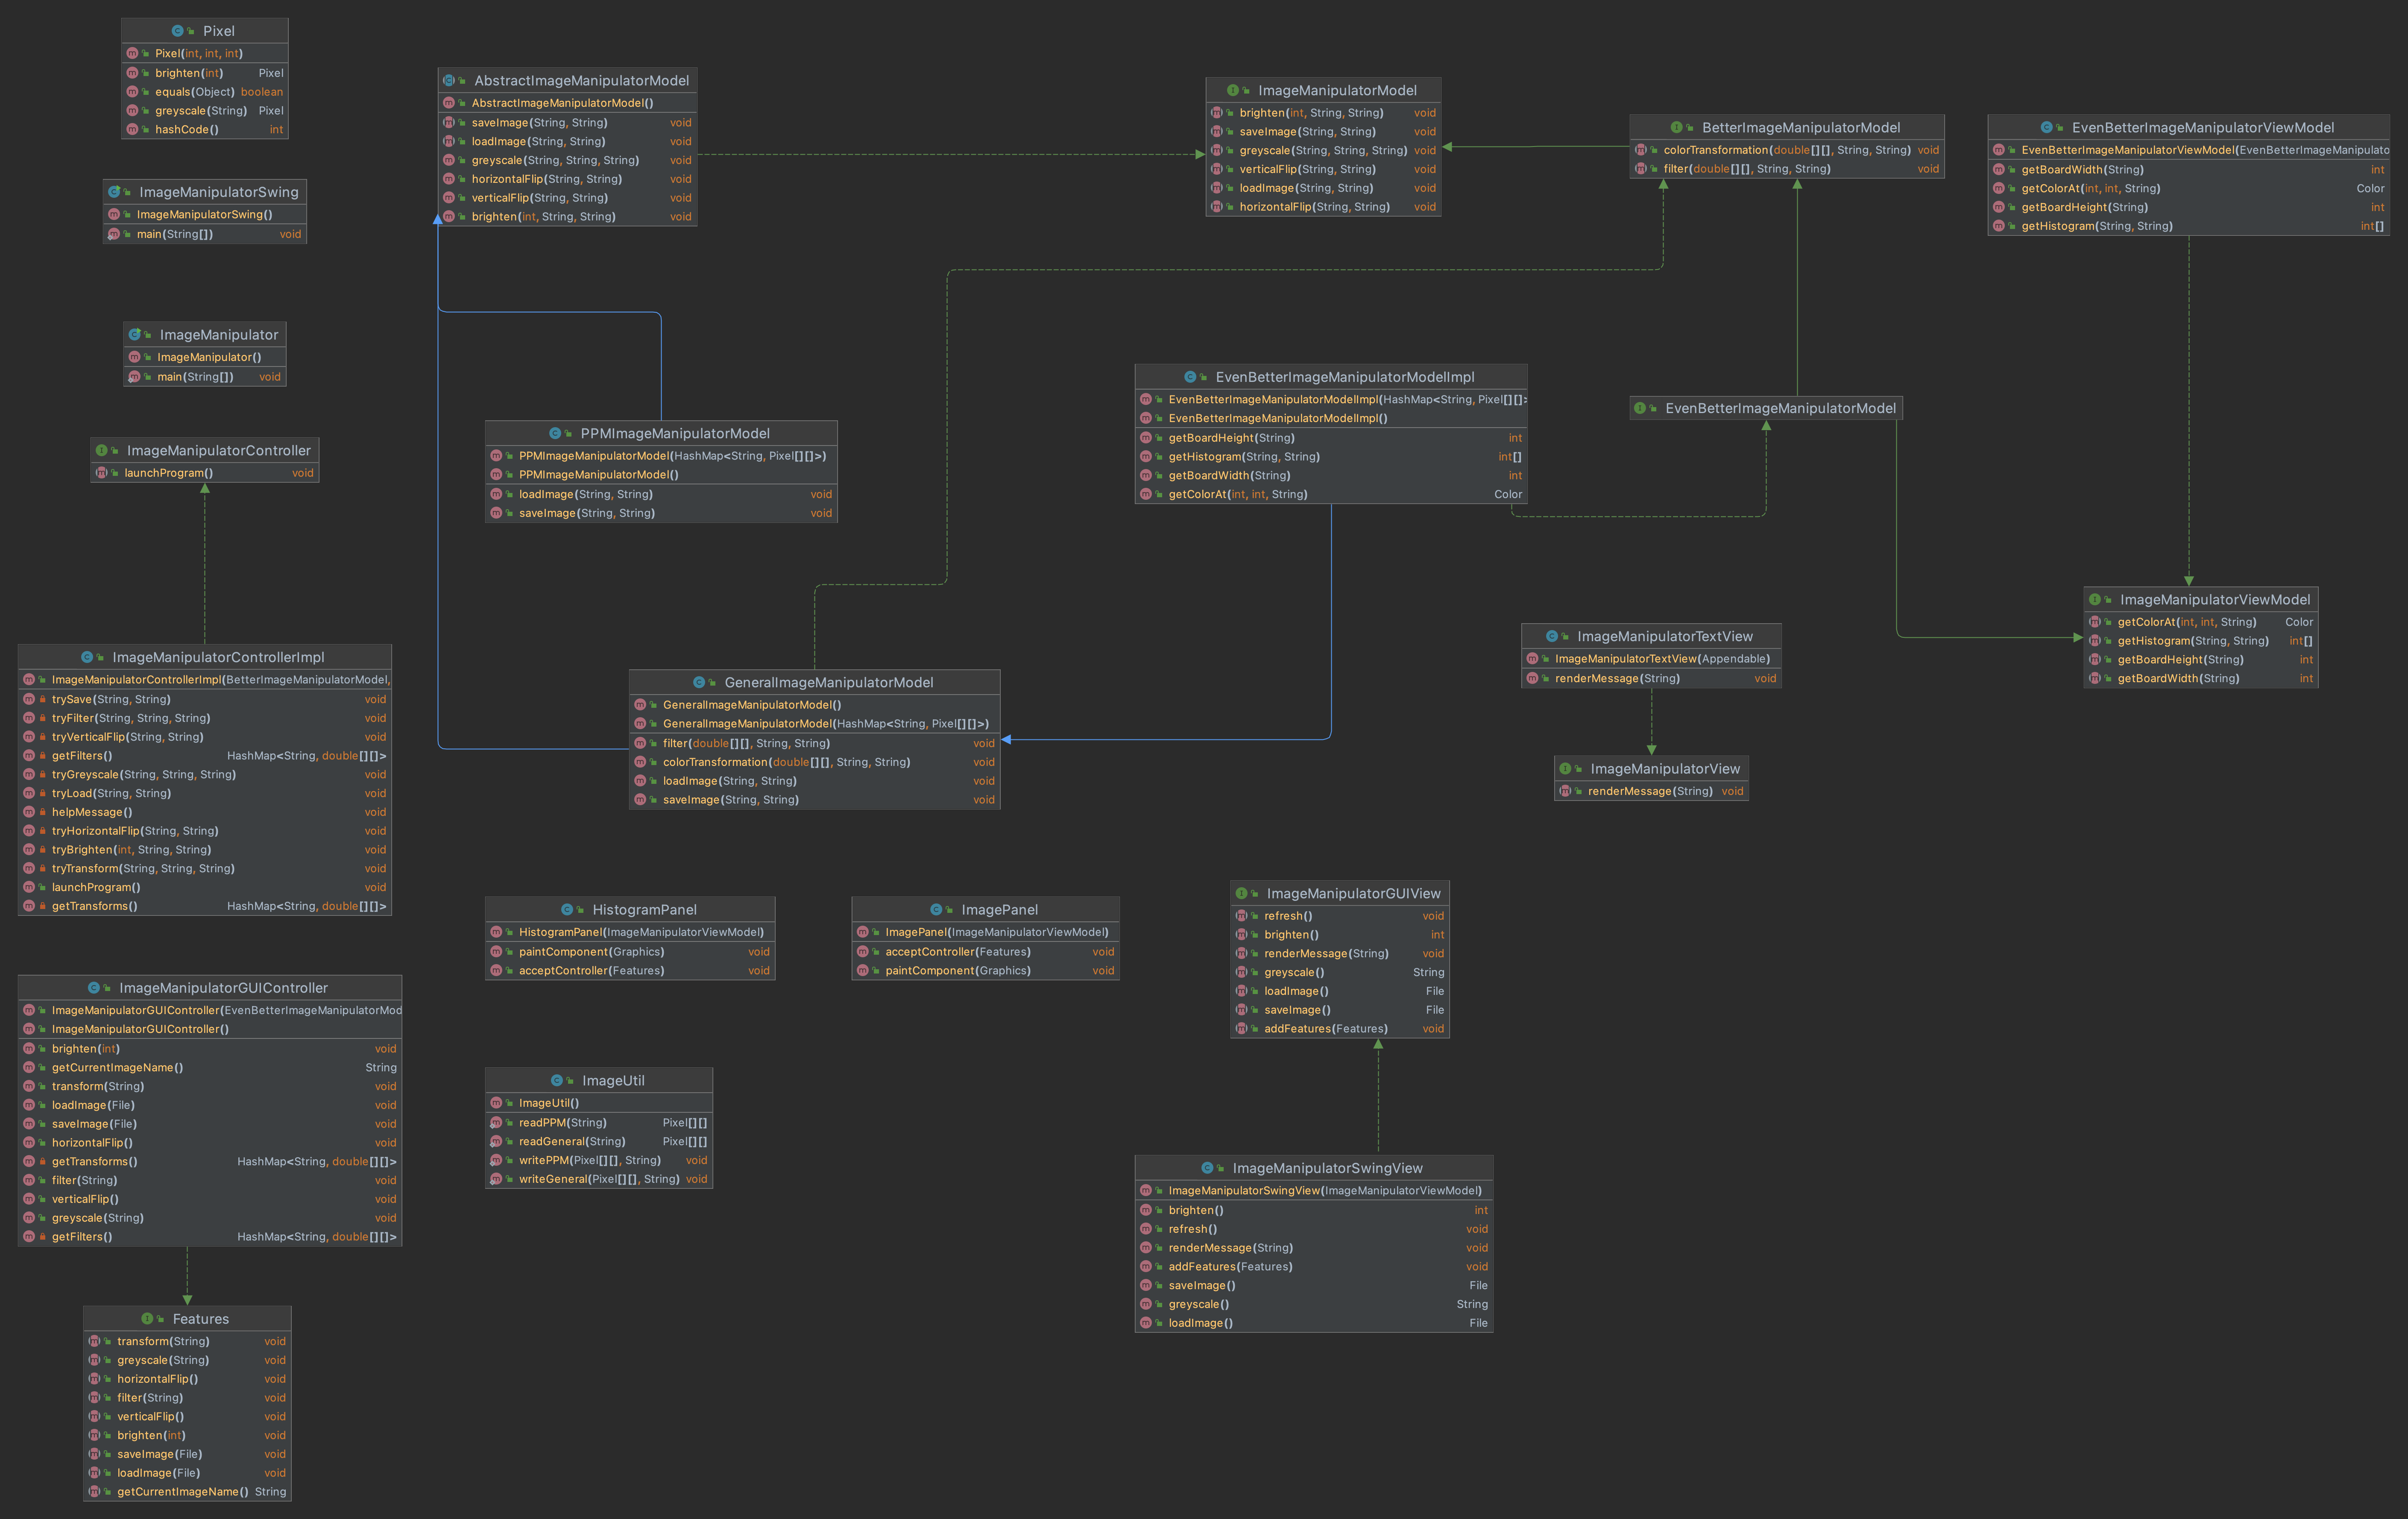 Pixel
Pixel(int, int, int)
brighten(int) Pixel
equals(Object) boolean
greyscale(String) Pixel
hashCode() int
ImageManipulatorSwing
ImageManipulatorSwing()
main(String[]) void
ImageManipulator
ImageManipulator()
main(String[]) void
ImageManipulatorController
launchProgram() void
ImageManipulatorControllerImpl
ImageManipulatorControllerImpl(BetterImageManipulatorModel,
trySave(String, String) void
tryFilter(String, String, String) void
tryVerticalFlip(String, String) void
getFilters() HashMap<String, double[][]>
tryGreyscale(String, String, String) void
tryLoad(String, String) void
helpMessage() void
tryHorizontalFlip(String, String) void
tryBrighten(int, String, String) void
tryTransform(String, String, String) void
launchProgram() void
getTransforms() HashMap<String, double[][]>
ImageManipulatorGUIController
ImageManipulatorGUIController(EvenBetterImageManipulatorMod
ImageManipulatorGUIController()
brighten(int) void
getCurrentImageName() String
transform(String) void
loadImage(File) void
saveImage(File) void
horizontalFlip() void
getTransforms() HashMap<String, double[][]>
filter(String) void
verticalFlip() void
greyscale(String) void
getFilters() HashMap<String, double[][]>
Features
transform(String) void
greyscale(String) void
horizontalFlip() void
filter(String) void
verticalFlip() void
brighten(int) void
saveImage(File) void
loadImage(File) void
getCurrentImageName() String
AbstractImageManipulatorModel
AbstractImageManipulatorModel()
saveImage(String, String) void
loadImage(String, String) void
greyscale(String, String, String) void
horizontalFlip(String, String) void
verticalFlip(String, String) void
brighten(int, String, String) void
PPMImageManipulatorModel
PPMImageManipulatorModel(HashMap<String, Pixel[][]>)
PPMImageManipulatorModel()
loadImage(String, String) void
saveImage(String, String) void
GeneralImageManipulatorModel
GeneralImageManipulatorModel()
GeneralImageManipulatorModel(HashMap<String, Pixel[][]>)
filter(double[][], String, String) void
colorTransformation(double[][], String, String) void
loadImage(String, String) void
saveImage(String, String) void
HistogramPanel
HistogramPanel(ImageManipulatorViewModel)
paintComponent(Graphics) void
acceptController(Features) void
ImagePanel
ImagePanel(ImageManipulatorViewModel)
acceptController(Features) void
paintComponent(Graphics) void
ImageUtil
ImageUtil()
readPPM(String) Pixel[][]
readGeneral(String) Pixel[][]
writePPM(Pixel[][], String) void
writeGeneral(Pixel[][], String) void
ImageManipulatorModel
brighten(int, String, String) void
saveImage(String, String) void
greyscale(String, String, String) void
verticalFlip(String, String) void
loadImage(String, String) void
horizontalFlip(String, String) void
EvenBetterImageManipulatorModelImpl
EvenBetterImageManipulatorModelImpl(HashMap<String, Pixel[][]>
EvenBetterImageManipulatorModelImpl()
getBoardHeight(String) int
getHistogram(String, String) int[]
getBoardWidth(String) int
getColorAt(int, int, String) Color
ImageManipulatorGUIView
refresh() void
brighten() int
renderMessage(String) void
greyscale() String
loadImage() File
saveImage() File
addFeatures(Features) void
ImageManipulatorSwingView
ImageManipulatorSwingView(ImageManipulatorViewModel)
brighten() int
refresh() void
renderMessage(String) void
addFeatures(Features) void
saveImage() File
greyscale() String
loadImage() File
BetterImageManipulatorModel
colorTransformation(double[][], String, String) void
filter(double[][], String, String) void
EvenBetterImageManipulatorModel
ImageManipulatorTextView
ImageManipulatorTextView(Appendable)
renderMessage(String) void
ImageManipulatorView
renderMessage(String) void
EvenBetterImageManipulatorViewModel
EvenBetterImageManipulatorViewModel(EvenBetterImageManipulato
getBoardWidth(String) int
getColorAt(int, int, String) Color
getBoardHeight(String) int
getHistogram(String, String) int[]
ImageManipulatorViewModel
getColorAt(int, int, String) Color
getHistogram(String, String) int[]
getBoardHeight(String) int
getBoardWidth(String) int